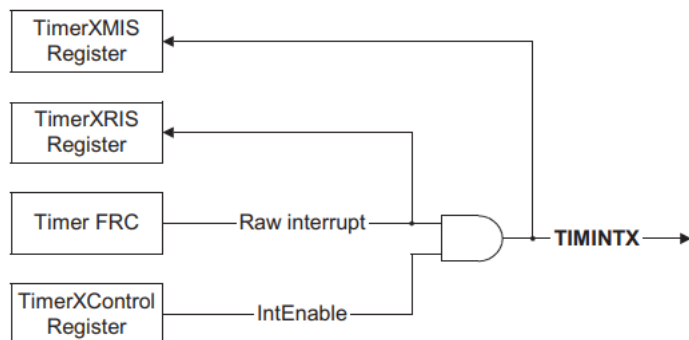 TimerXMIS
Register
TimerXRIS
Register
Timer FRC
Raw interrupt
TIMINTX
TimerXControl
Register
IntEnable